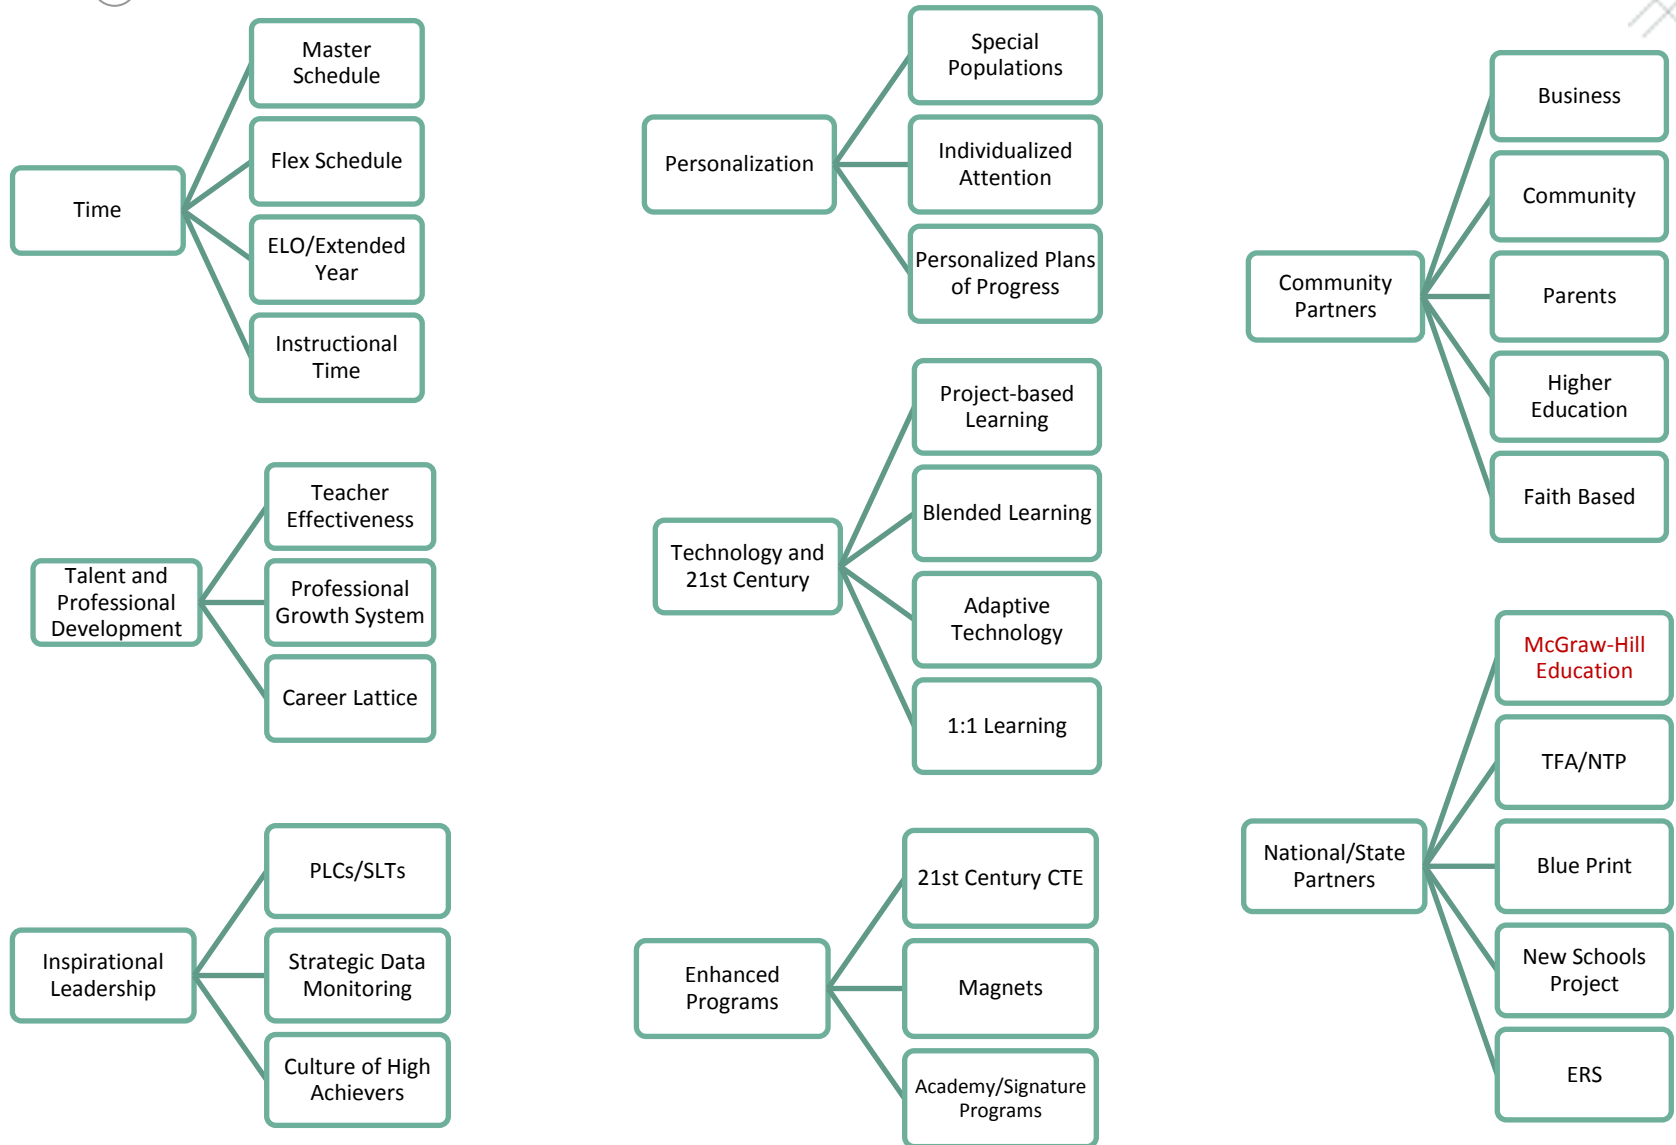 Time
Master
Schedule
Flex Schedule
ELO/Extended
Year
Instructional
Time
Talent and
Professional
Development
Teacher
Effectiveness
Professional
Growth System
Career Lattice
Inspirational
Leadership
PLCs/SLTs
Strategic Data
Monitoring
Culture of High
Achievers
Personalization
Special
Populations
Individualized
Attention
Personalized Plans
of Progress
Technology and
21st Century
Project-based
Learning
Blended Learning
Adaptive
Technology
1:1 Learning
Enhanced
Programs
21st Century CTE
Magnets
Academy/Signature
Programs
Community
Partners
Business
Community
Parents
Higher
Education
Faith Based
National/State
Partners
McGraw-Hill
Education
TFA/NTP
Blue Print
New Schools
Project
ERS